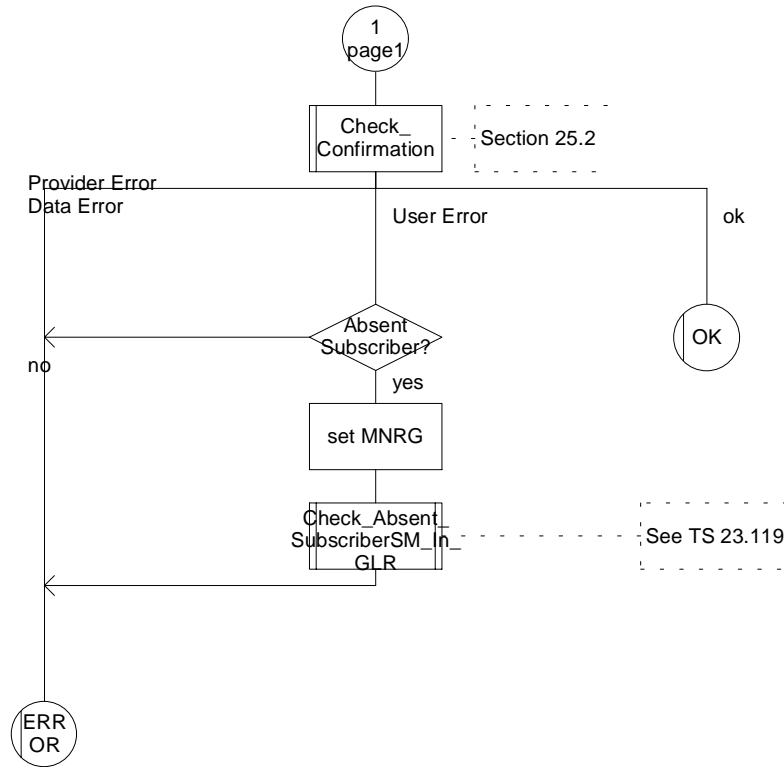 1
page1
Check_
Confirmation
Section 25.2
Provider Error
Data Error
User Error
ok
Absent
Subscriber?
OK
no
yes
set MNRG
Check_Absent_
SubscriberSM_In_
GLR
See TS 23.119
ERR
OR